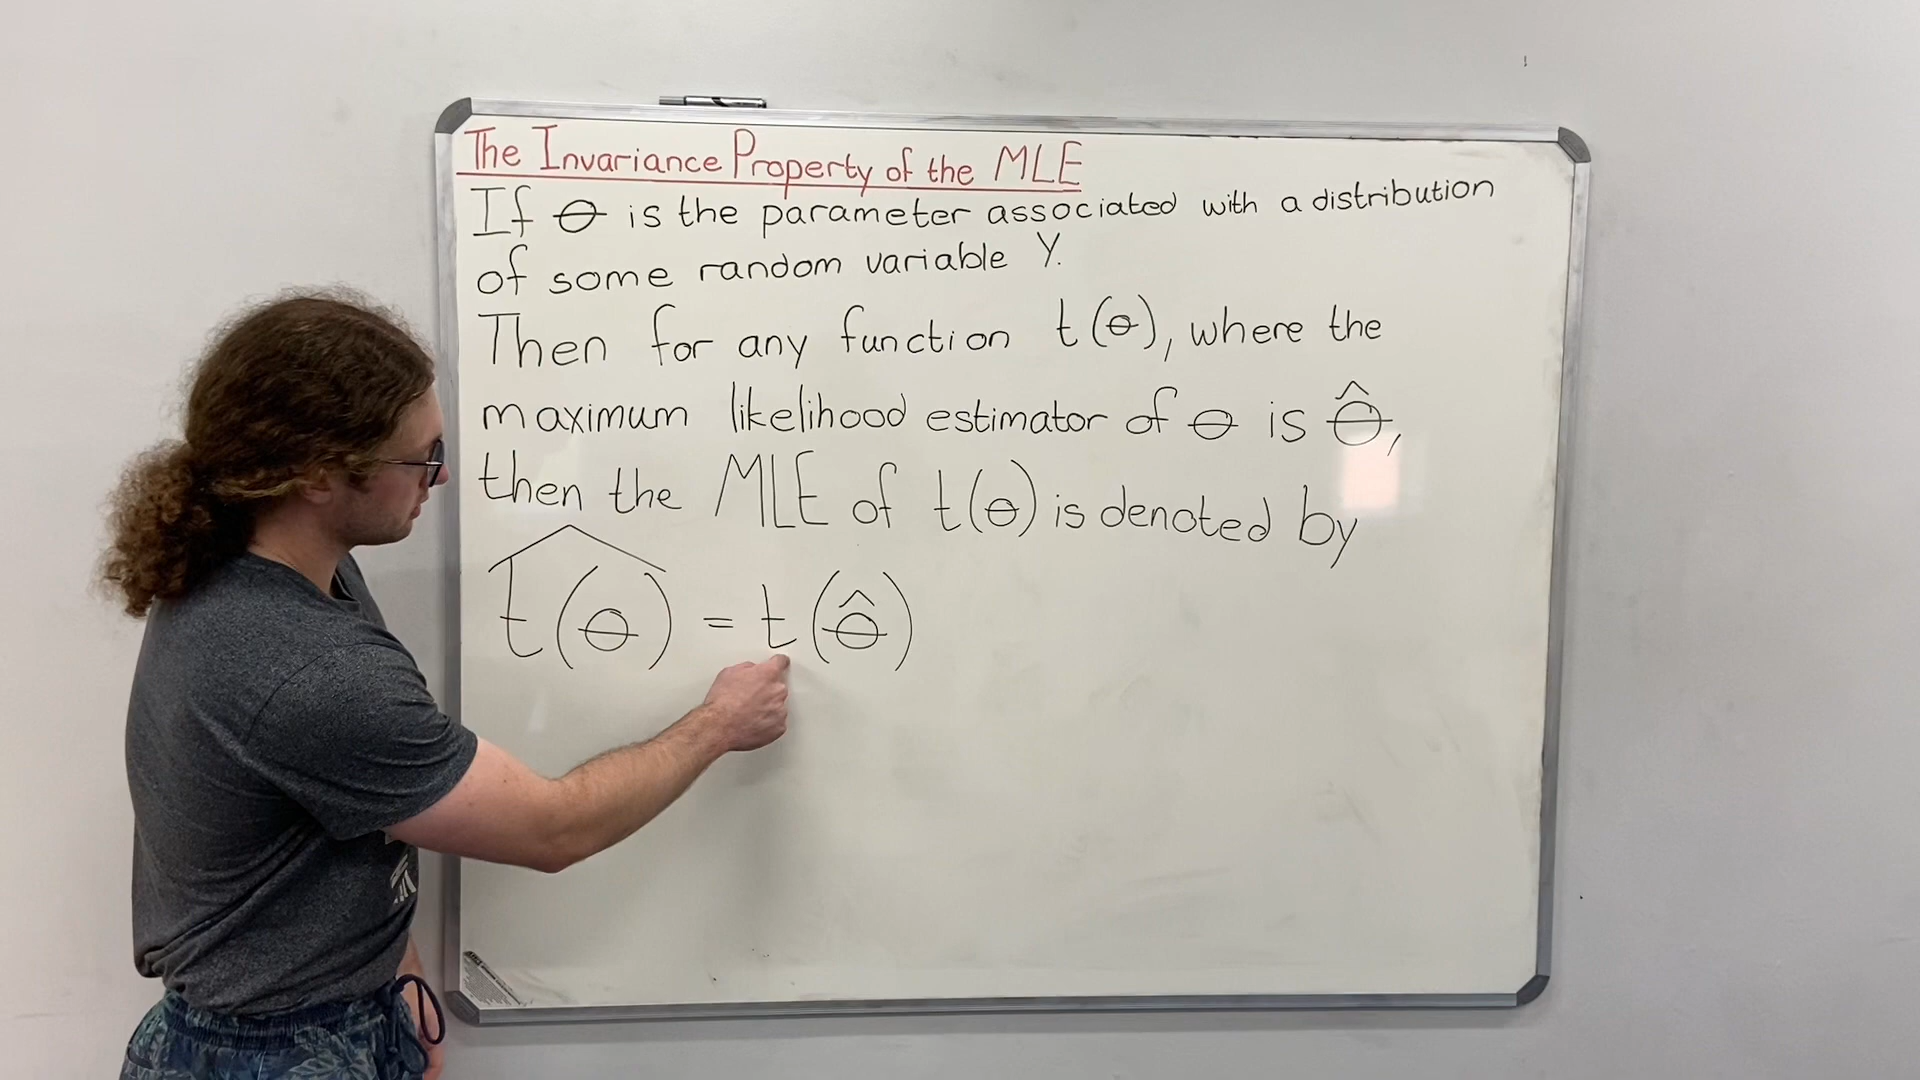 The Invariance Property of the MLE
If θ is the parameter associated with a distribution
of some random variable Y.
Then for any function t(θ), where the
maximum likelihood estimator of θ is θ̂,
then the MLE of t(θ) is denoted by
t(θ)̂ = t(θ̂)